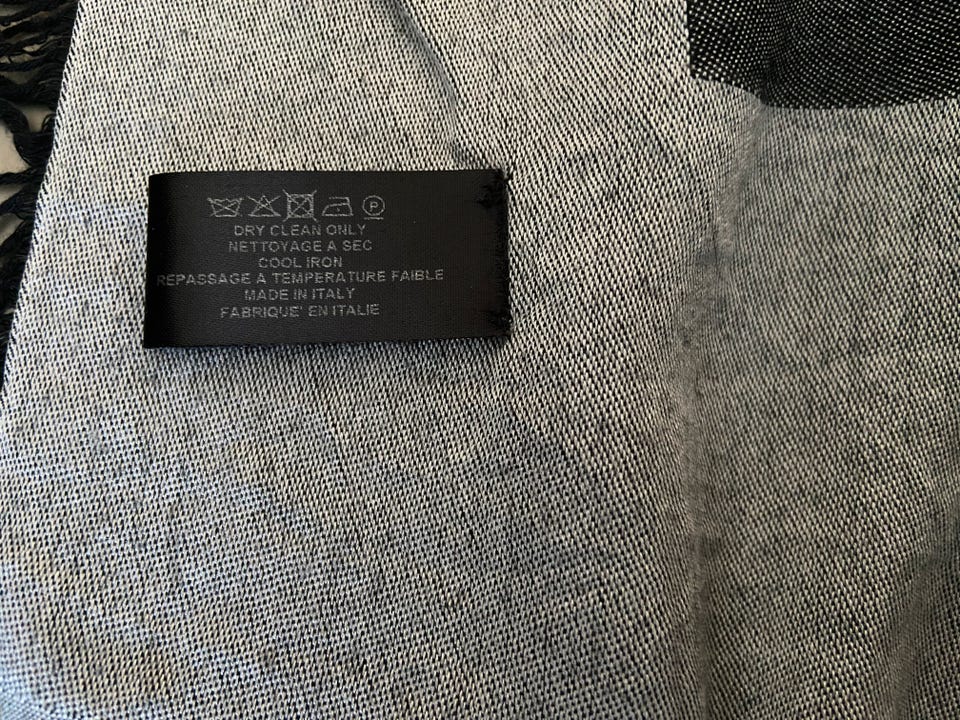 P
DRY CLEAN ONLY
NETTOYAGE A SEC
COOL IRON
REPASSAGE A TEMPERATURE FAIBLE
MADE IN ITALY
FABRIQUE' EN ITALIE